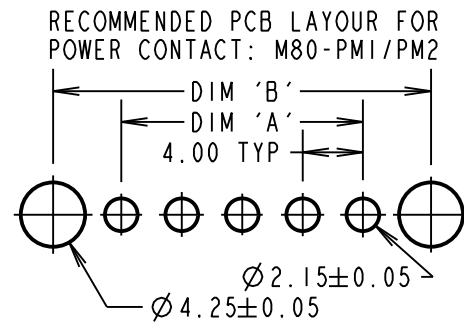 RECOMMENDED PCB LAYOUR FOR
POWER CONTACT: M80-PM1/PM2
DIM 'B'
DIM 'A'
4.00 TYP
Ø2.15±0.05
Ø4.25±0.05